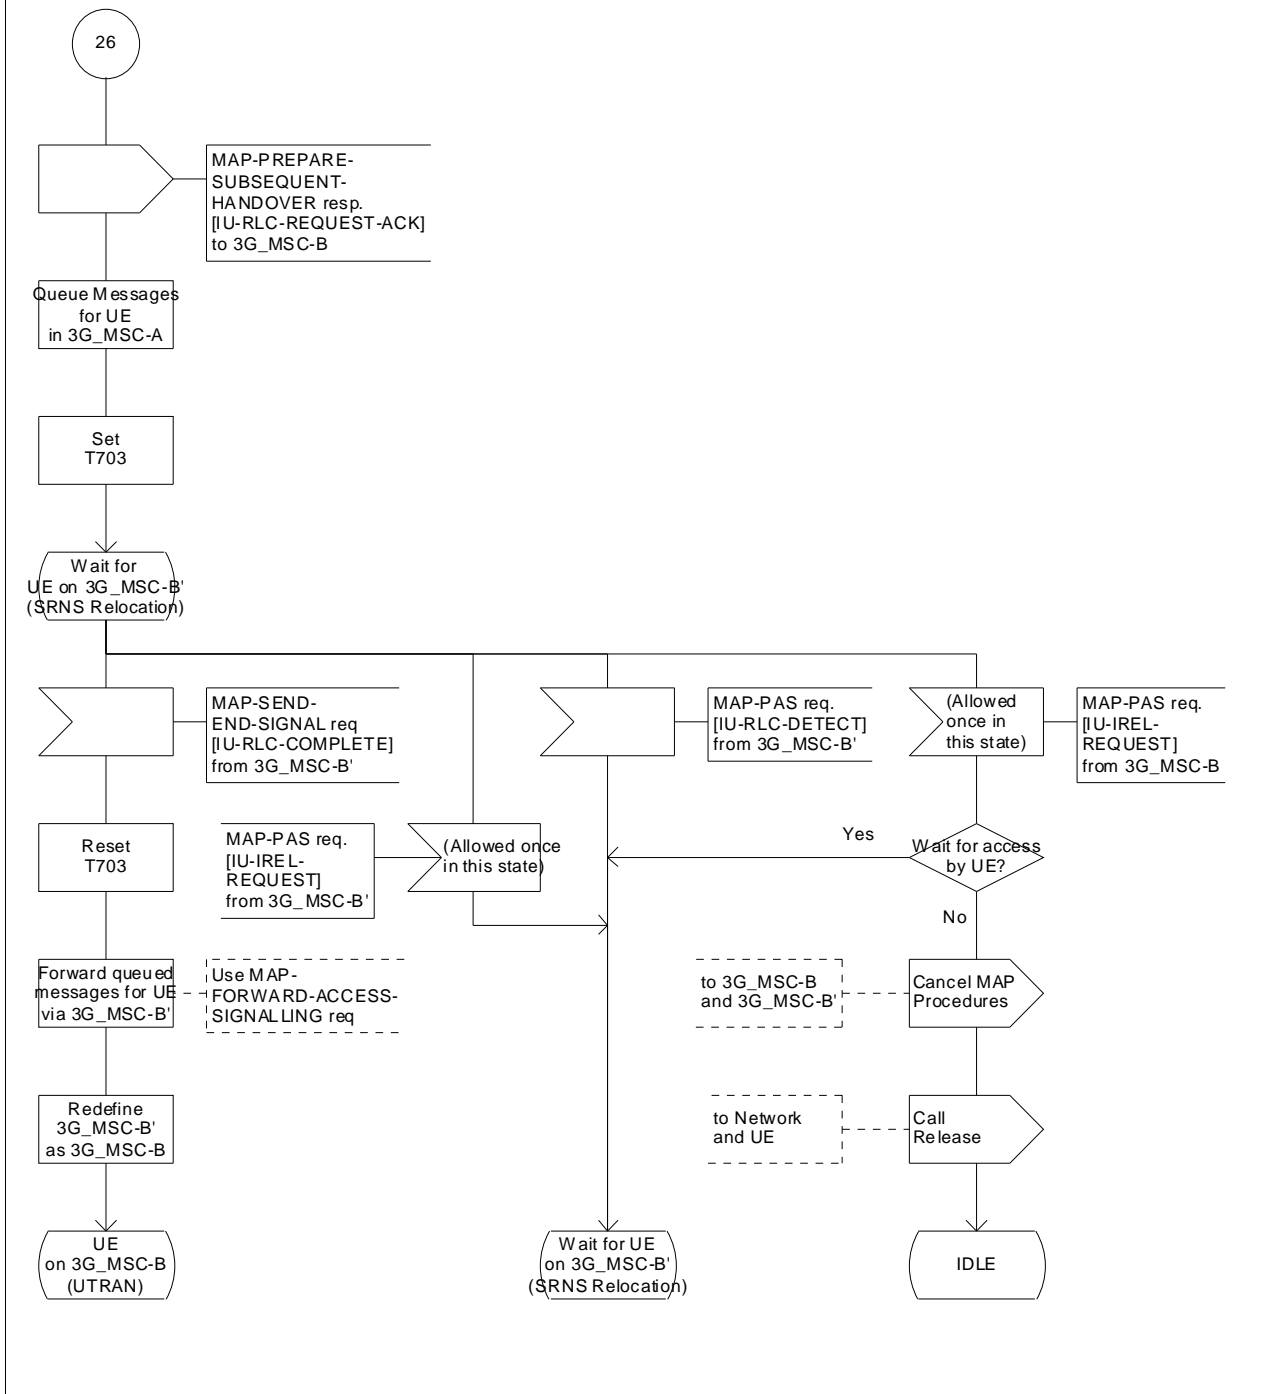 26
MAP-PREPARE-
SUBSEQUENT-
HANDOVER resp.
[IU-RLC-REQUEST-ACK]
to 3G_MSC-B
Queue Messages
for UE
in 3G_MSC-A
Set
T703
Wait for
UE on 3G_MSC-B'
(SRNS Relocation)
MAP-SEND-
END-SIGNAL req
[IU-RLC-COMPLETE]
from 3G_MSC-B'
MAP-PAS req.
[IU-RLC-DETECT]
from 3G_MSC-B'
(Allowed
once in
this state)
MAP-PAS req.
[IU-IREL-
REQUEST]
from 3G_MSC-B
Reset
T703
MAP-PAS req.
[IU-IREL-
REQUEST]
from 3G_MSC-B'
(Allowed once
in this state)
Yes
Wait for access
by UE?
No
Forward queued
messages for UE
via 3G_MSC-B'
Use MAP-
FORWARD-ACCESS-
SIGNALLING req
to 3G_MSC-B
and 3G_MSC-B'
Cancel MAP
Procedures
Redefine
3G_MSC-B'
as 3G_MSC-B
to Network
and UE
Call
Release
UE
on 3G_MSC-B
(UTRAN)
Wait for UE
on 3G_MSC-B'
(SRNS Relocation)
IDLE